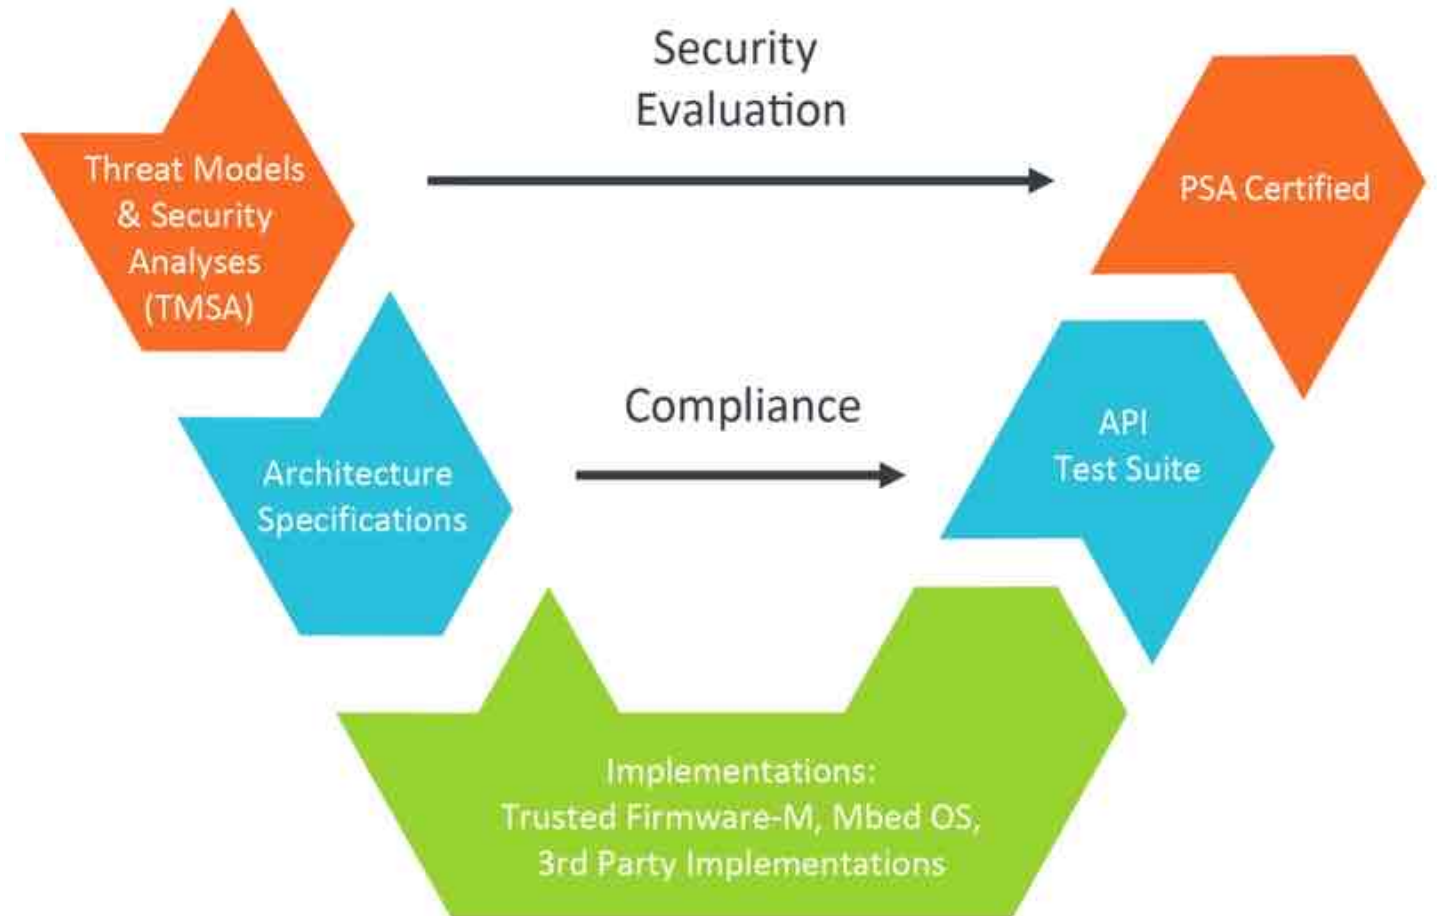 Security
Evaluation
Threat Models
& Security
Analyses
(TMSA)
PSA Certified
Compliance
Architecture
Specifications
API
Test Suite
Implementations:
Trusted Firmware-M, Mbed OS,
3rd Party Implementations